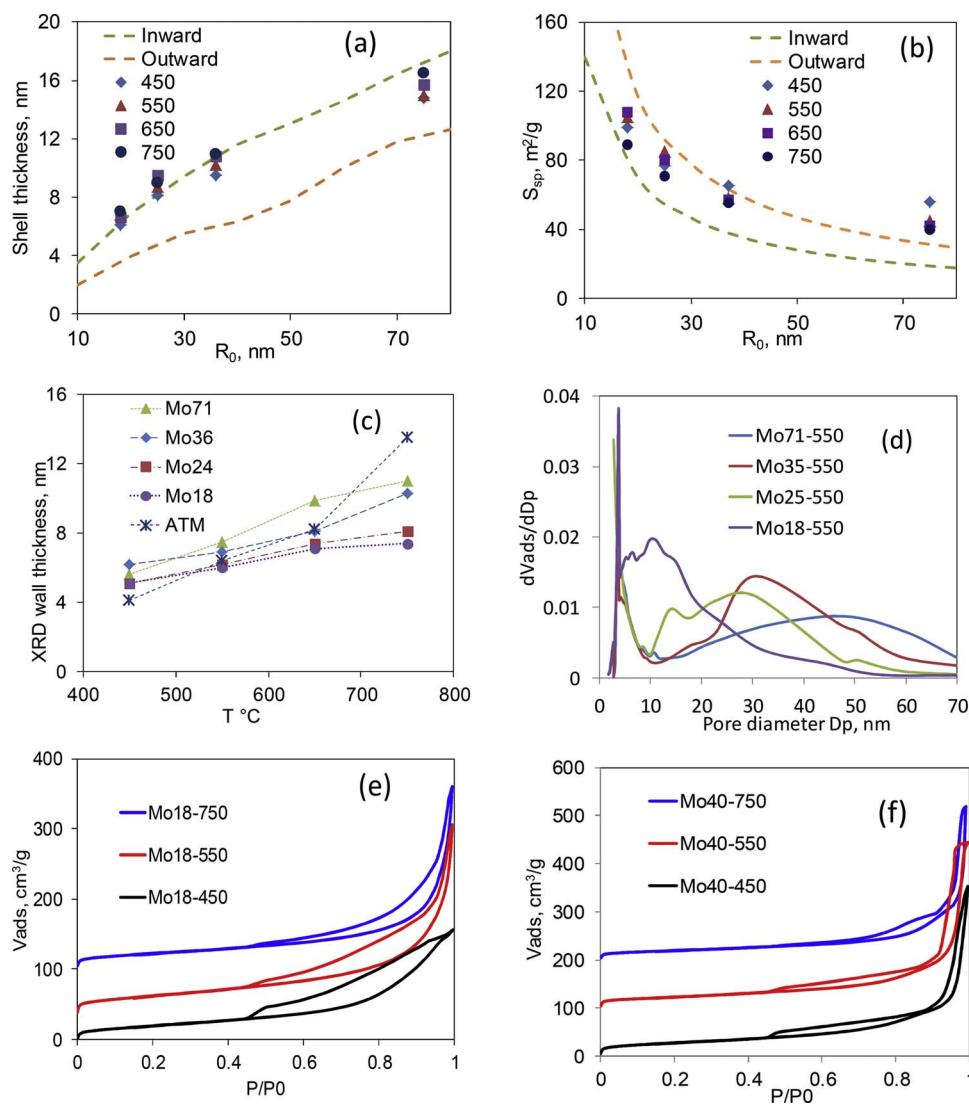 (a)
Inward
Outward
450
550
650
750
Shell thickness, nm
20
16
12
8
4
0
10 30 50 70
R₀, nm
(b)
Inward
Outward
450
550
650
750
Sₛₚ, m²/g
160
120
80
40
0
10 30 50 70
R₀, nm
(c)
Mo71
Mo36
Mo24
Mo18
ATM
XRD wall thickness, nm
16
12
8
4
0
400 500 600 700 800
T °C
(d)
Mo71-550
Mo35-550
Mo25-550
Mo18-550
dVads/dDp
0.04
0.03
0.02
0.01
0
0 10 20 30 40 50 60 70
Pore diameter Dp, nm
(e)
Mo18-750
Mo18-550
Mo18-450
Vads, cm³/g
400
300
200
100
0
0 0.2 0.4 0.6 0.8 1
P/P0
(f)
Mo40-750
Mo40-550
Mo40-450
Vads, cm³/g
600
500
400
300
200
100
0
0 0.2 0.4 0.6 0.8 1
P/P0